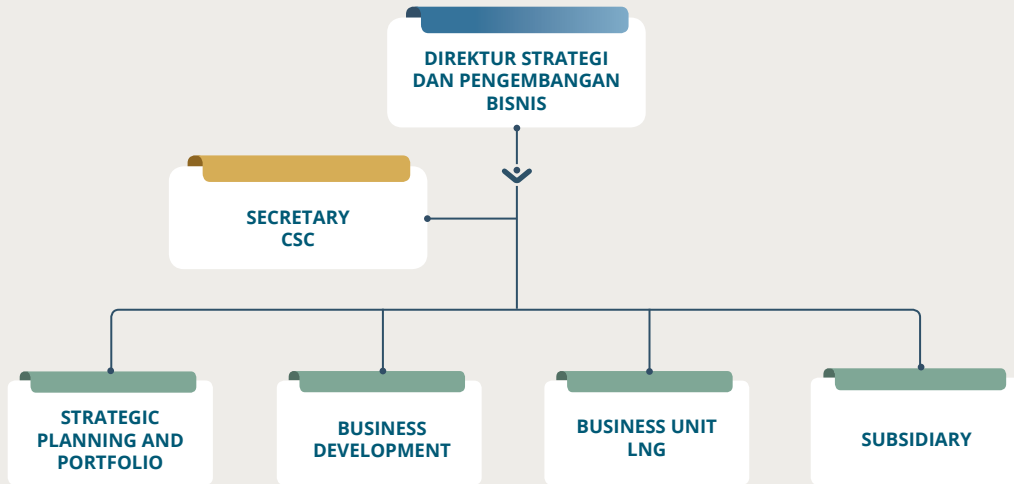 DIREKTUR STRATEGI
DAN PENGEMBANGAN
BISNIS
SECRETARY
CSC
STRATEGIC
PLANNING AND
PORTFOLIO
BUSINESS
DEVELOPMENT
BUSINESS UNIT
LNG
SUBSIDIARY